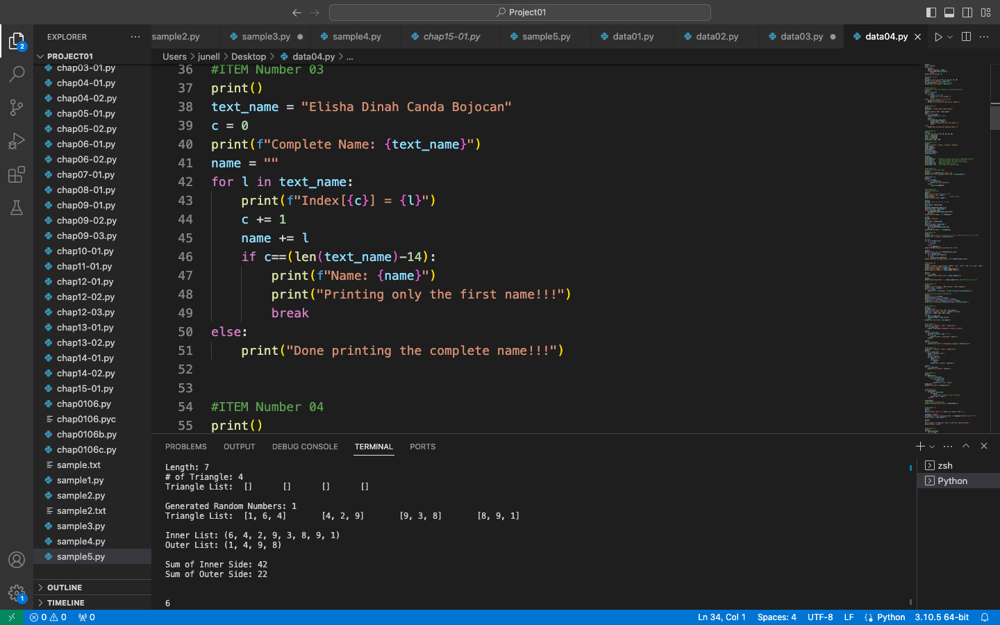 Project01
EXPLORER
sample2.py
sample3.py
sample4.py
chap15-01.py
sample5.py
data01.py
data02.py
data03.py
data04.py
PROJECT01
Users > junell > Desktop > data04.py > ...
chap03-01.py
chap04-01.py
chap04-02.py
chap05-01.py
chap05-02.py
chap06-01.py
chap06-02.py
chap07-01.py
chap08-01.py
chap09-01.py
chap09-02.py
chap09-03.py
chap10-01.py
chap11-01.py
chap12-01.py
chap12-02.py
chap12-03.py
chap13-01.py
chap13-02.py
chap14-01.py
chap14-02.py
chap15-01.py
chap0106.py
chap0106.pyc
chap0106b.py
chap0106c.py
sample.txt
sample1.py
sample2.py
sample2.txt
sample3.py
sample4.py
sample5.py
OUTLINE
TIMELINE
2
1
36 #ITEM Number 03
37 print()
38 text_name = "Elisha Dinah Canda Bojocan"
39 c = 0
40 print(f"Complete Name: {text_name}")
41 name = ""
42 for l in text_name:
43     print(f"Index[{c}] = {l}")
44     c += 1
45     name += l
46     if c==(len(text_name)-14):
47         print(f"Name: {name}")
48         print("Printing only the first name!!!")
49         break
50 else:
51     print("Done printing the complete name!!!")
52
53
54 #ITEM Number 04
55 print()
PROBLEMS OUTPUT DEBUG CONSOLE TERMINAL PORTS
Length: 7
# of Triangle: 4
Triangle List:  []      []      []      []
Generated Random Numbers: 1
Triangle List:  [1, 6, 4]       [4, 2, 9]       [9, 3, 8]       [8, 9, 1]
Inner List: (6, 4, 2, 9, 3, 8, 9, 1)
Outer List: (1, 4, 9, 8)
Sum of Inner Side: 42
Sum of Outer Side: 22
6
zsh
Python
0 0 0
Ln 34, Col 1 Spaces: 4 UTF-8 LF Python 3.10.5 64-bit